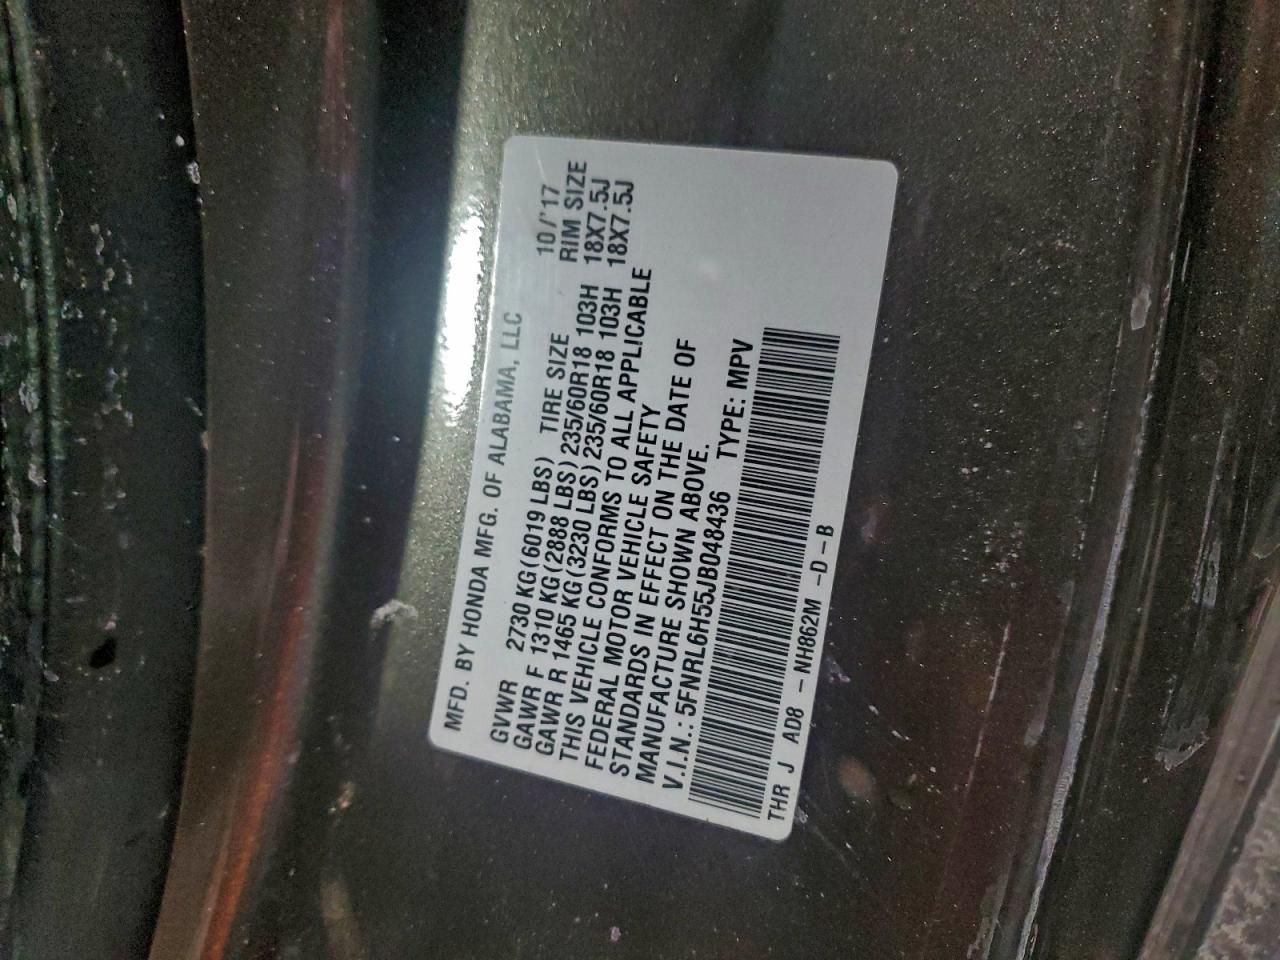 MFD. BY HONDA MFG. OF ALABAMA, LLC
10/'17
GVWR 2730 KG(6019 LBS) TIRE SIZE RIM SIZE
GAWR F 1310 KG(2888 LBS)235/60R18 103H 18X7.5J
GAWR R 1465 KG(3230 LBS)235/60R18 103H 18X7.5J
THIS VEHICLE CONFORMS TO ALL APPLICABLE
FEDERAL MOTOR VEHICLE SAFETY
STANDARDS IN EFFECT ON THE DATE OF
MANUFACTURE SHOWN ABOVE.
V.I.N.: 5FNRL6H55JB048436 TYPE: MPV
THR J AD8 - NH862M -D-B